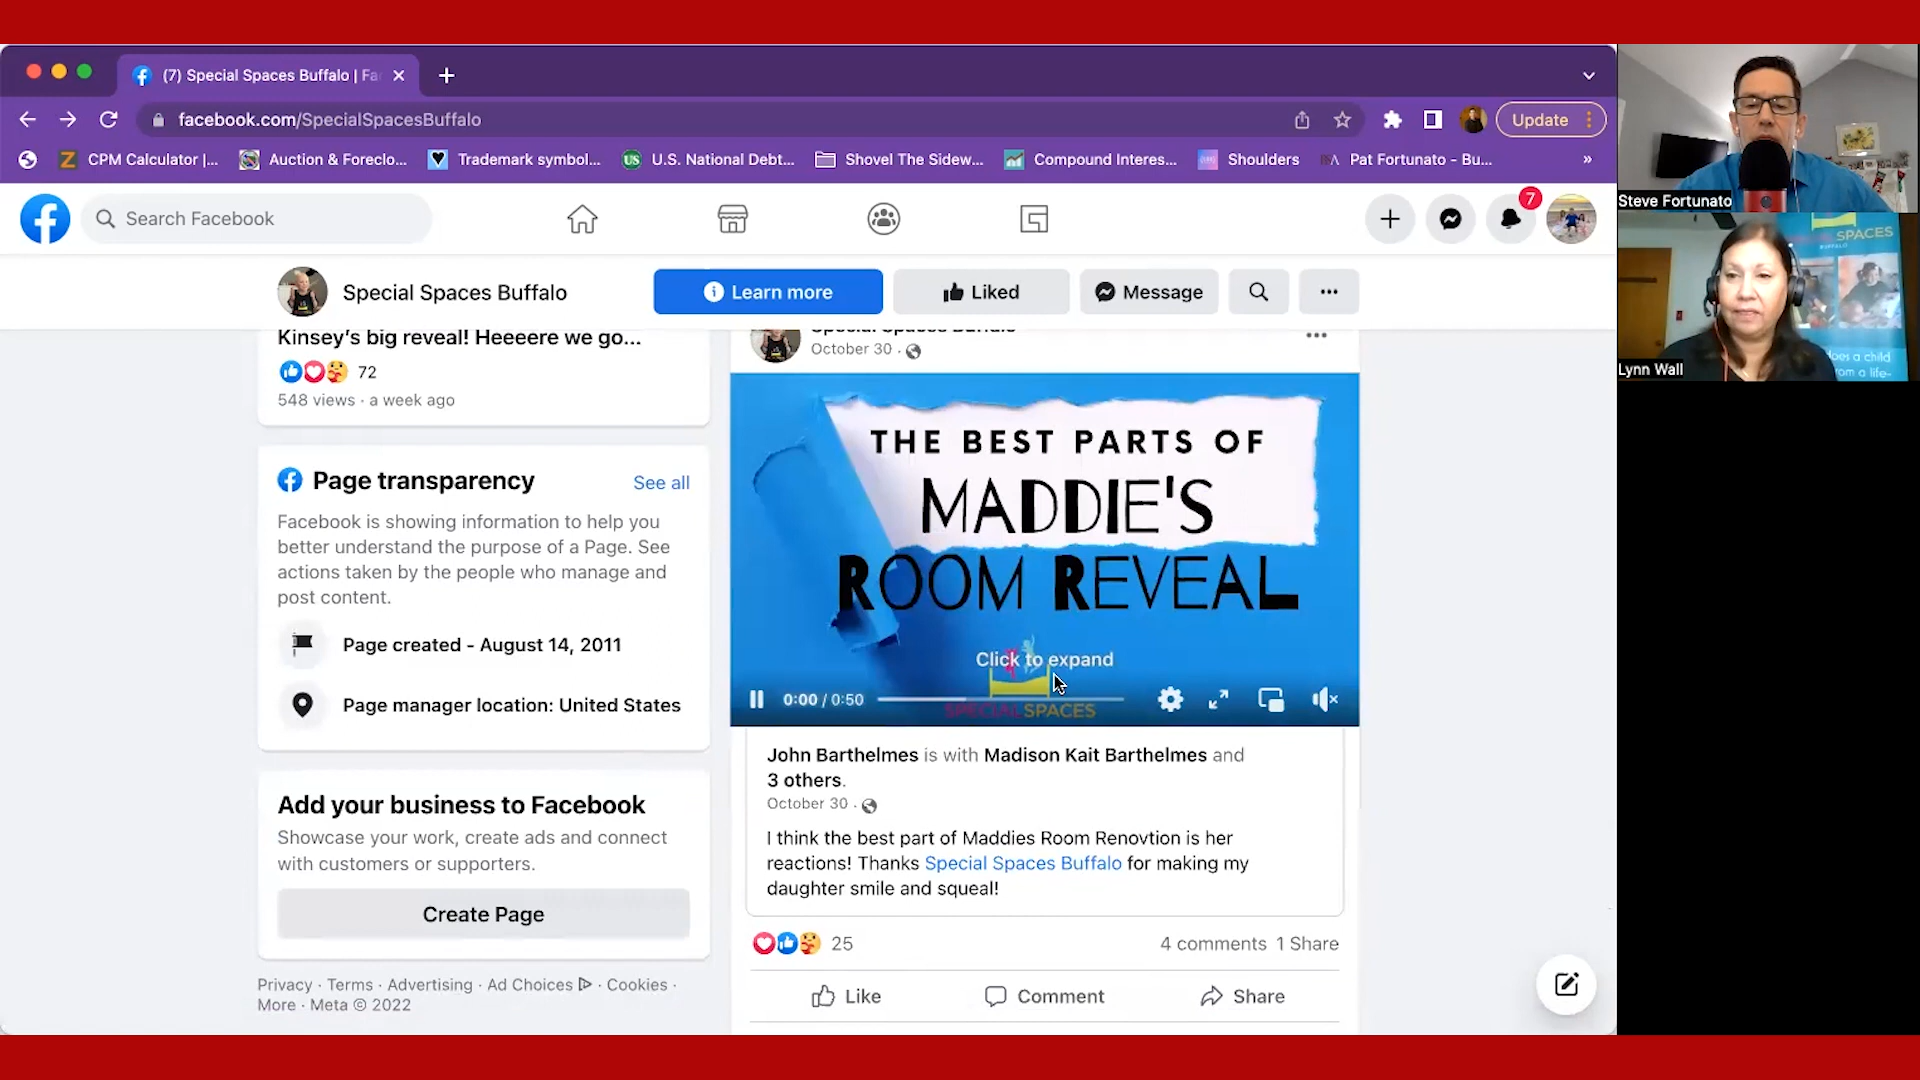 (7) Special Spaces Buffalo | Fa
facebook.com/SpecialSpacesBuffalo
Update
CPM Calculator |...
Auction & Foreclo...
Trademark symbol...
US
U.S. National Debt...
Shovel The Sidew...
Compound Interes...
Shoulders
Pat Fortunato - Bu...
»
Search Facebook
7
Special Spaces Buffalo
Learn more
Liked
Message
Kinsey's big reveal! Heeeere we go...
72
548 views · a week ago
Page transparency
See all
Facebook is showing information to help you
better understand the purpose of a Page. See
actions taken by the people who manage and
post content.
Page created - August 14, 2011
Page manager location: United States
Add your business to Facebook
Showcase your work, create ads and connect
with customers or supporters.
Create Page
Privacy · Terms · Advertising · Ad Choices · Cookies ·
More · Meta © 2022
Special Spaces Buffalo
October 30 ·
THE BEST PARTS OF
MADDIE'S
ROOM REVEAL
Click to expand
0:00 / 0:50
SPECIAL SPACES
John Barthelmes is with Madison Kait Barthelmes and
3 others.
October 30 ·
I think the best part of Maddies Room Renovtion is her
reactions! Thanks Special Spaces Buffalo for making my
daughter smile and squeal!
25
4 comments 1 Share
Like
Comment
Share
Steve Fortunato
SPACES
BUFFALO
does a child
om a life-
Lynn Wall